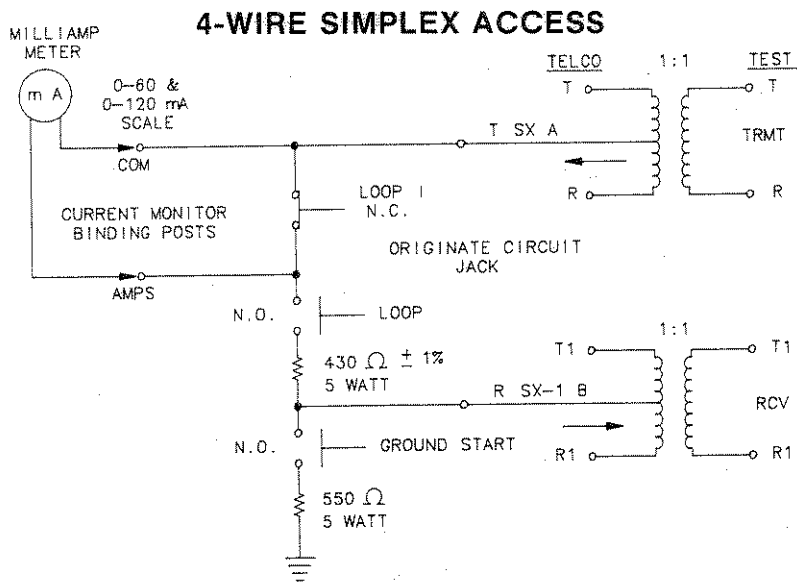 4-WIRE SIMPLEX ACCESS
MILLIAMP
METER
m A
0-60 &
0-120 mA
SCALE
COM
TELCO
1:1
TEST
T
T
T SX A
TRMT
R
R
LOOP I
N.C.
CURRENT MONITOR
BINDING POSTS
ORIGINATE CIRCUIT
JACK
AMPS
N.O.
LOOP
1:1
T1
T1
430 Ω ± 1%
5 WATT
R SX-1 B
RCV
N.O.
GROUND START
R1
R1
550 Ω
5 WATT